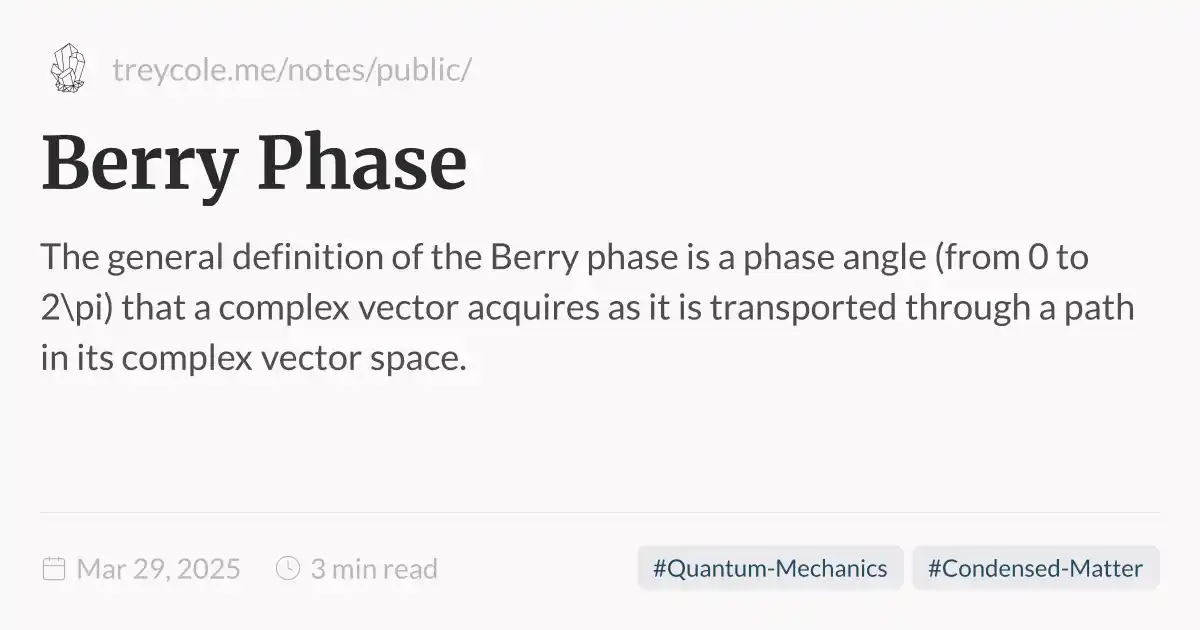 treycole.me/notes/public/
Berry Phase
The general definition of the Berry phase is a phase angle (from 0 to
2\pi) that a complex vector acquires as it is transported through a path
in its complex vector space.
Mar 29, 2025 3 min read #Quantum-Mechanics #Condensed-Matter